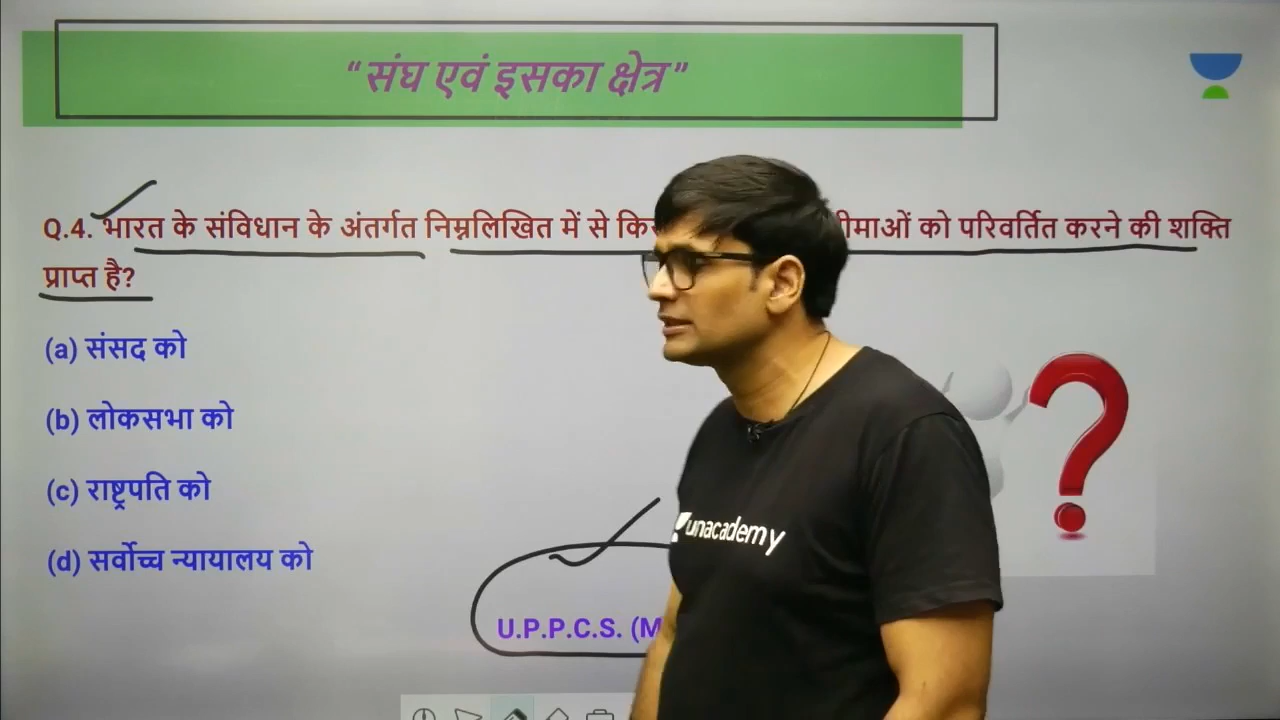 “संघ एवं इसका क्षेत्र”
Q.4. भारत के संविधान के अंतर्गत निम्नलिखित में से को परिवर्तित करने की शक्ति
प्राप्त है?
(a) संसद को
(b) लोकसभा को
(c) राष्ट्रपति को
(d) सर्वोच्च न्यायालय को
unacademy
U.P.P.C.S.